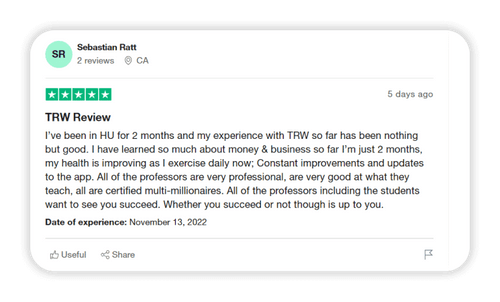 SR
Sebastian Ratt
2 reviews CA
5 days ago
TRW Review
I've been in HU for 2 months and my experience with TRW so far has been nothing
but good. I have learned so much about money & business so far I'm just 2 months,
my health is improving as I exercise daily now; Constant improvements and updates
to the app. All of the professors are very professional, are very good at what they
teach, all are certified multi-millionaires. All of the professors including the students
want to see you succeed. Whether you succeed or not though is up to you.
Date of experience: November 13, 2022
Useful Share